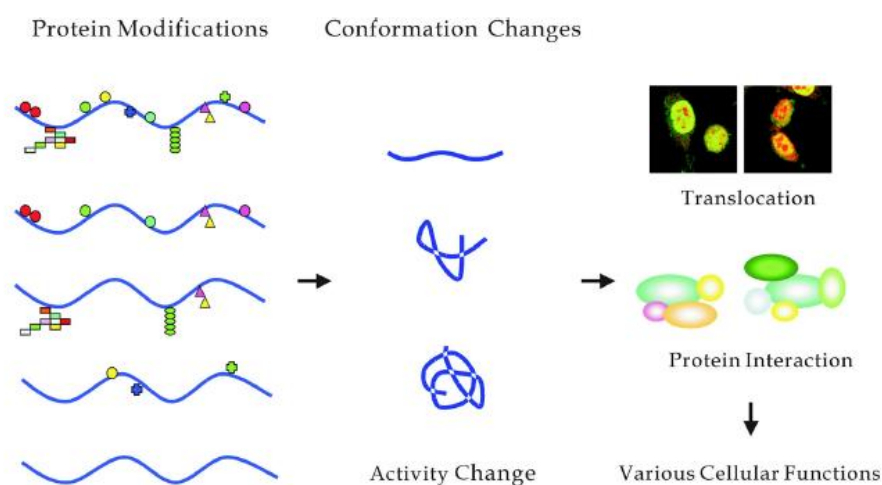 Protein Modifications
Conformation Changes
Translocation
Protein Interaction
Activity Change
Various Cellular Functions